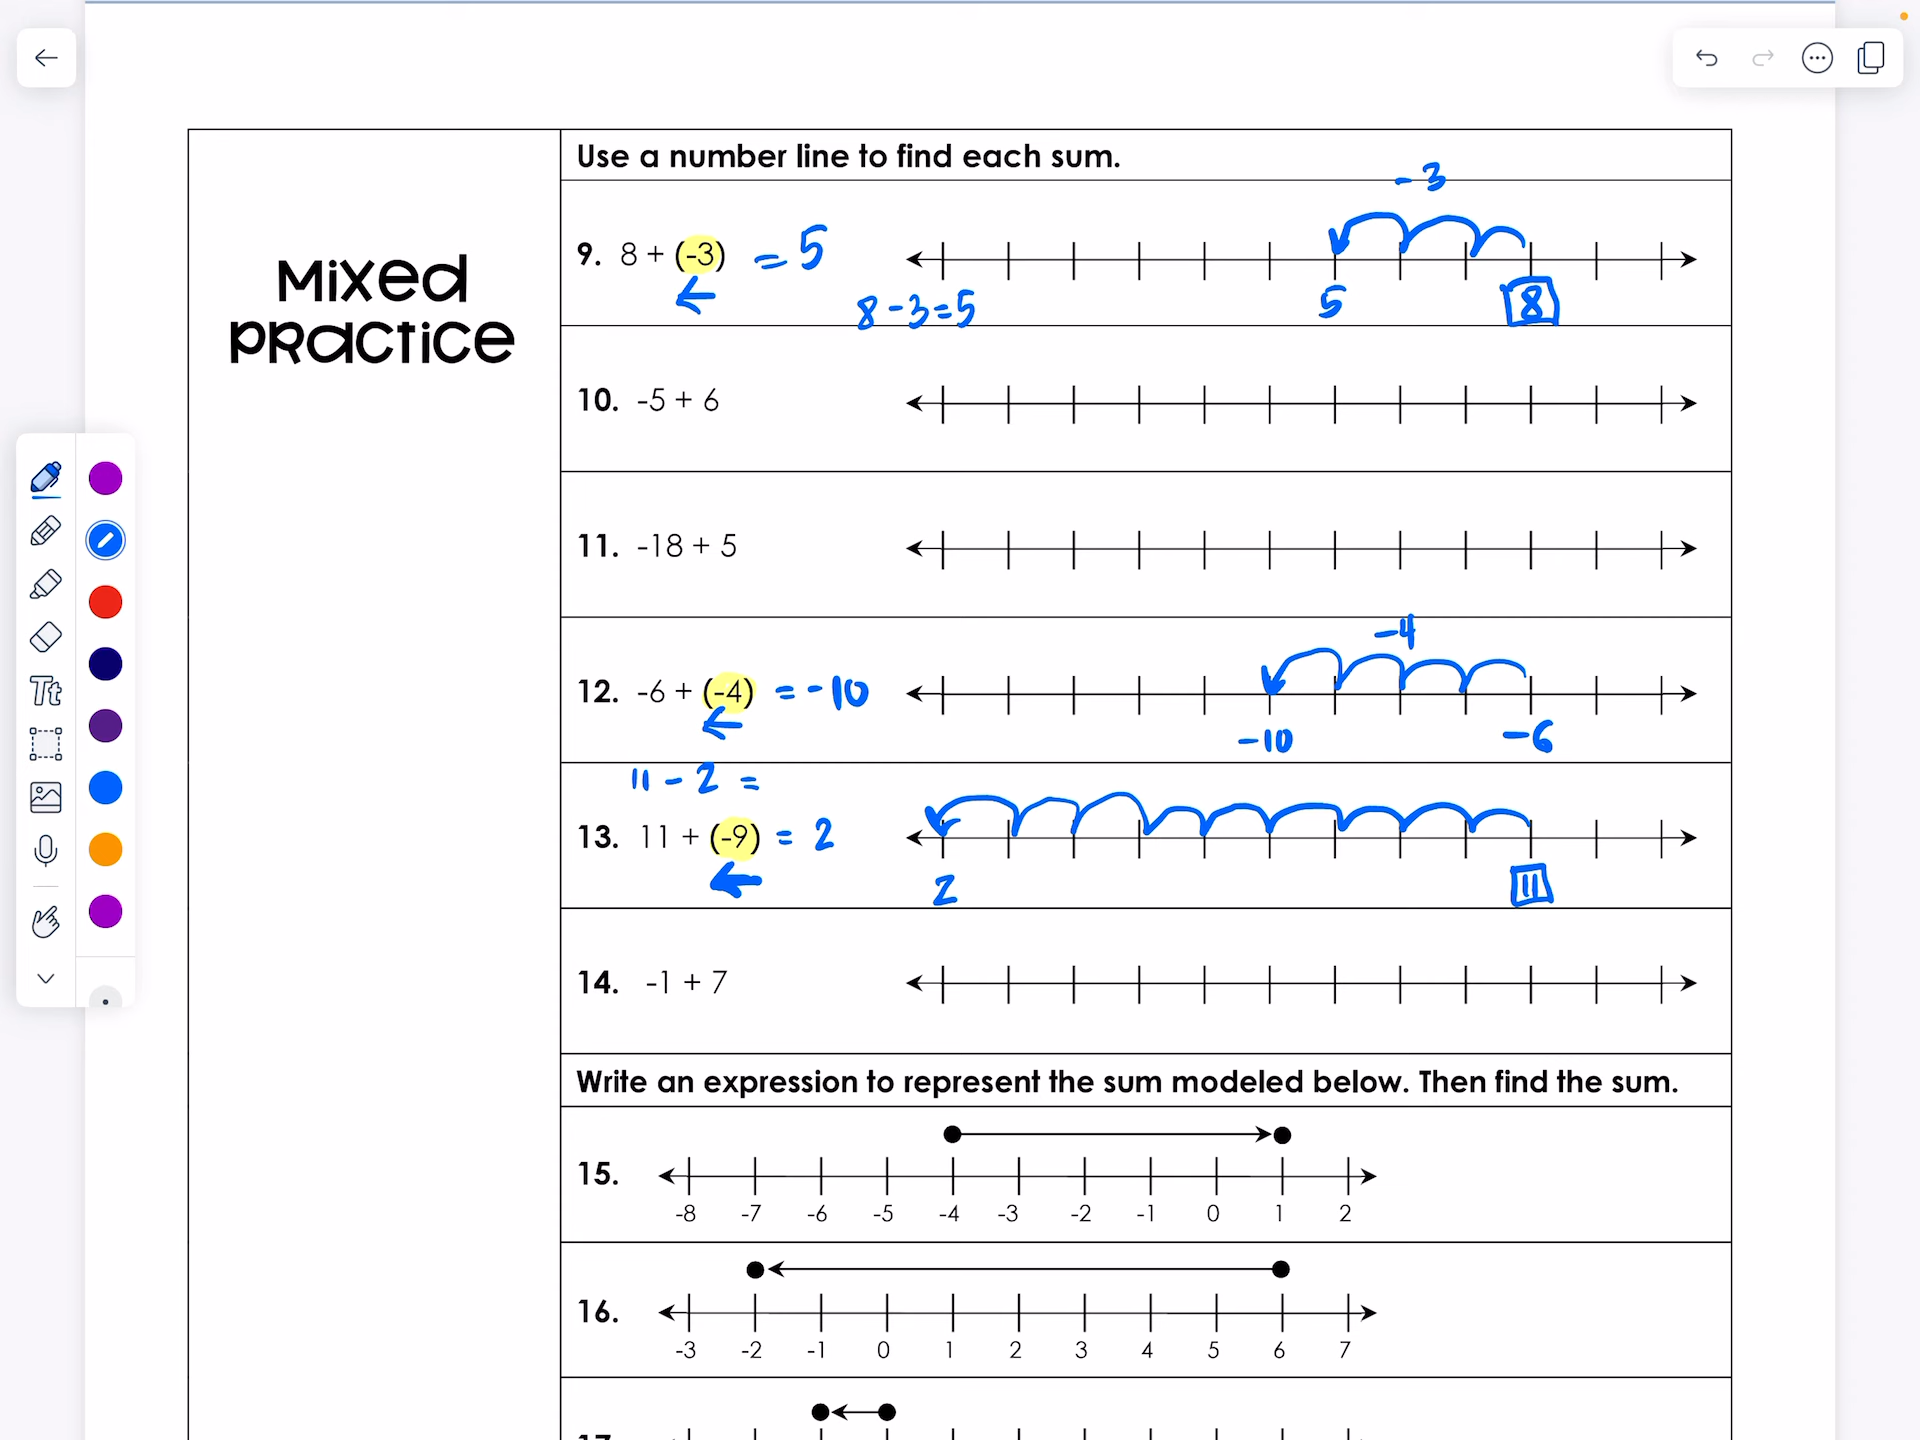 Use a number line to find each sum.
Mixed
Practice
-3
9. 8 + (-3) = 5
8 - 3 = 5
5
8
10. -5 + 6
11. -18 + 5
-4
12. -6 + (-4) = -10
-10
-6
11 - 2 =
13. 11 + (-9) = 2
2
11
14. -1 + 7
Write an expression to represent the sum modeled below. Then find the sum.
15.
-8 -7 -6 -5 -4 -3 -2 -1 0 1 2
16.
-3 -2 -1 0 1 2 3 4 5 6 7
Tt